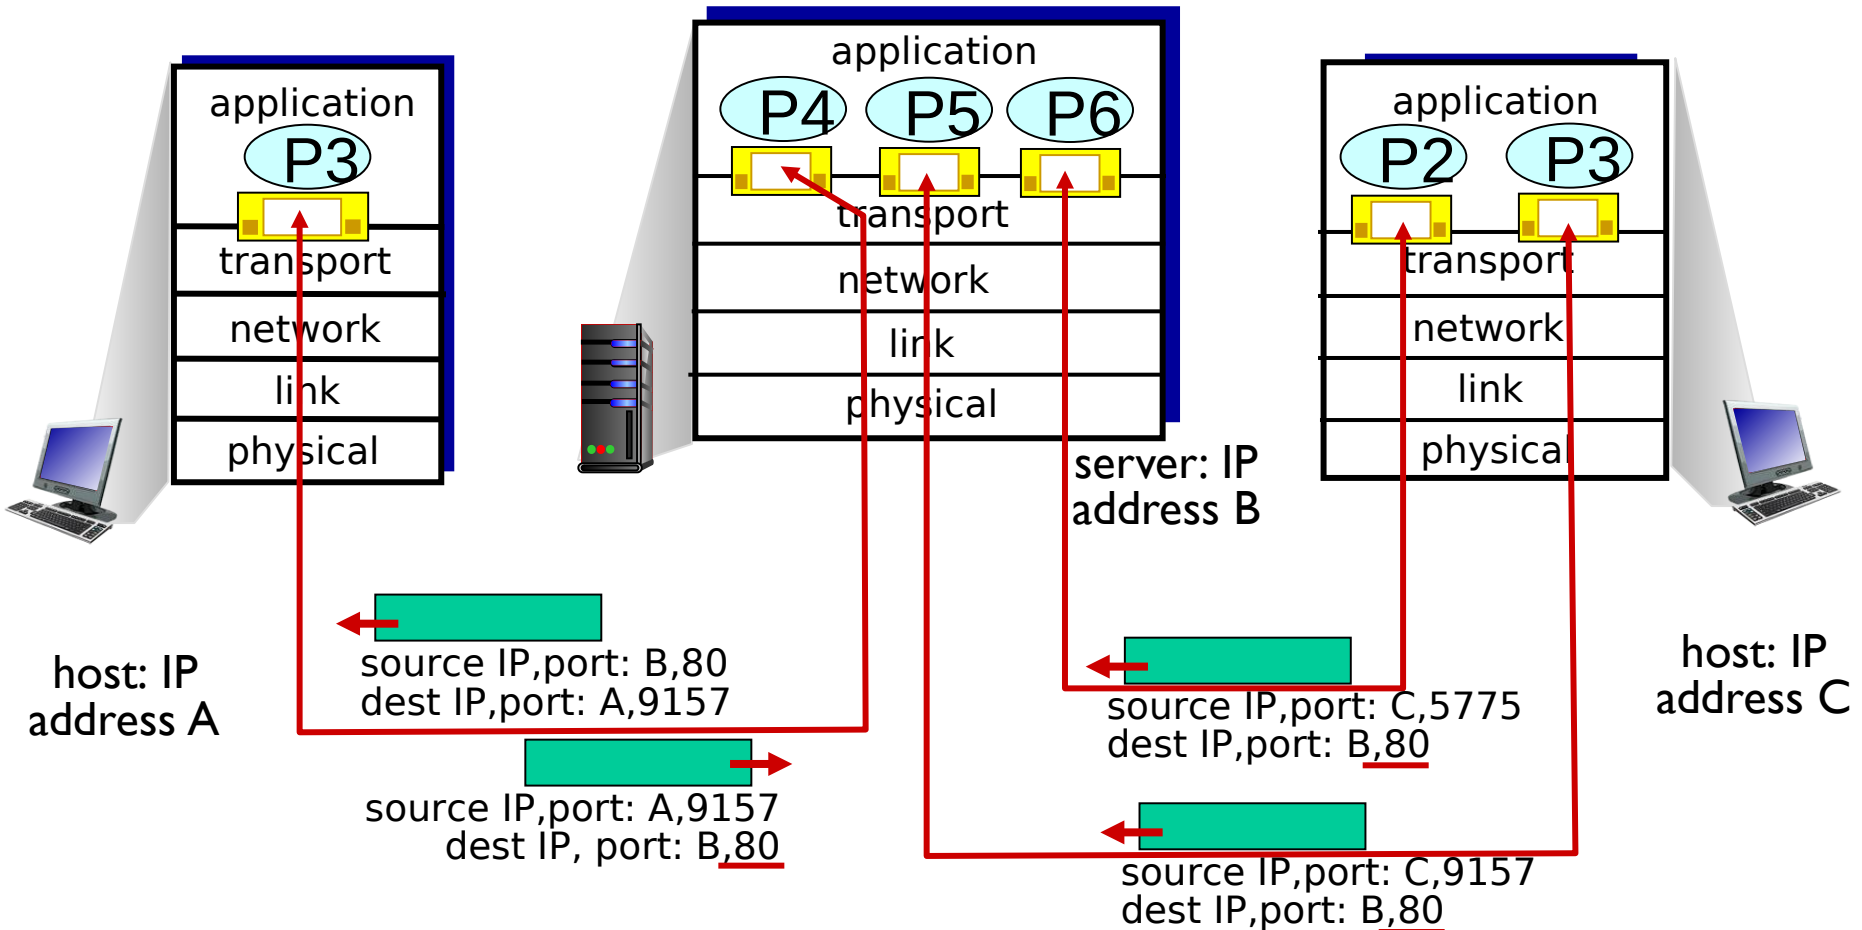 application
P3
transport
network
link
physical
host: IP
address A
application
P4 P5 P6
transport
network
link
physical
server: IP
address B
application
P2 P3
transport
network
link
physical
host: IP
address C
source IP,port: B,80
dest IP,port: A,9157
source IP,port: A,9157
dest IP, port: B,80
source IP,port: C,5775
dest IP,port: B,80
source IP,port: C,9157
dest IP,port: B,80